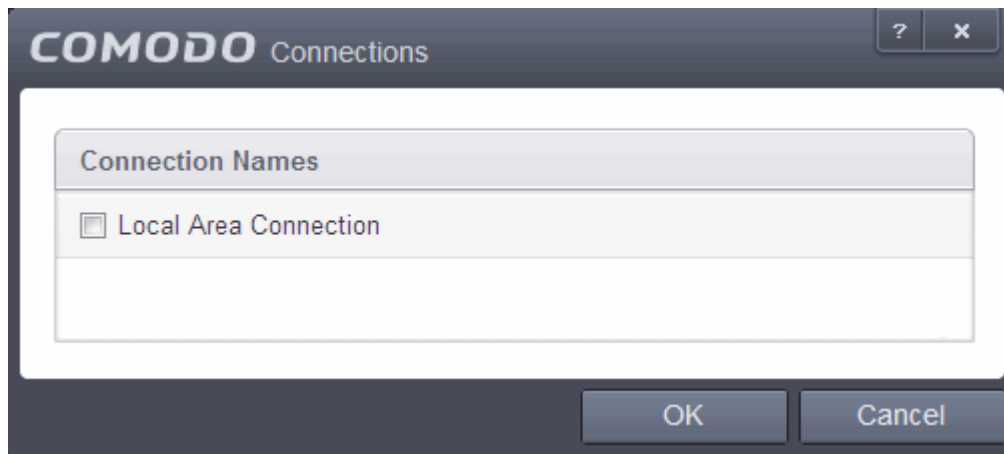 COMODO Connections
? ×
Connection Names
Local Area Connection
OK Cancel